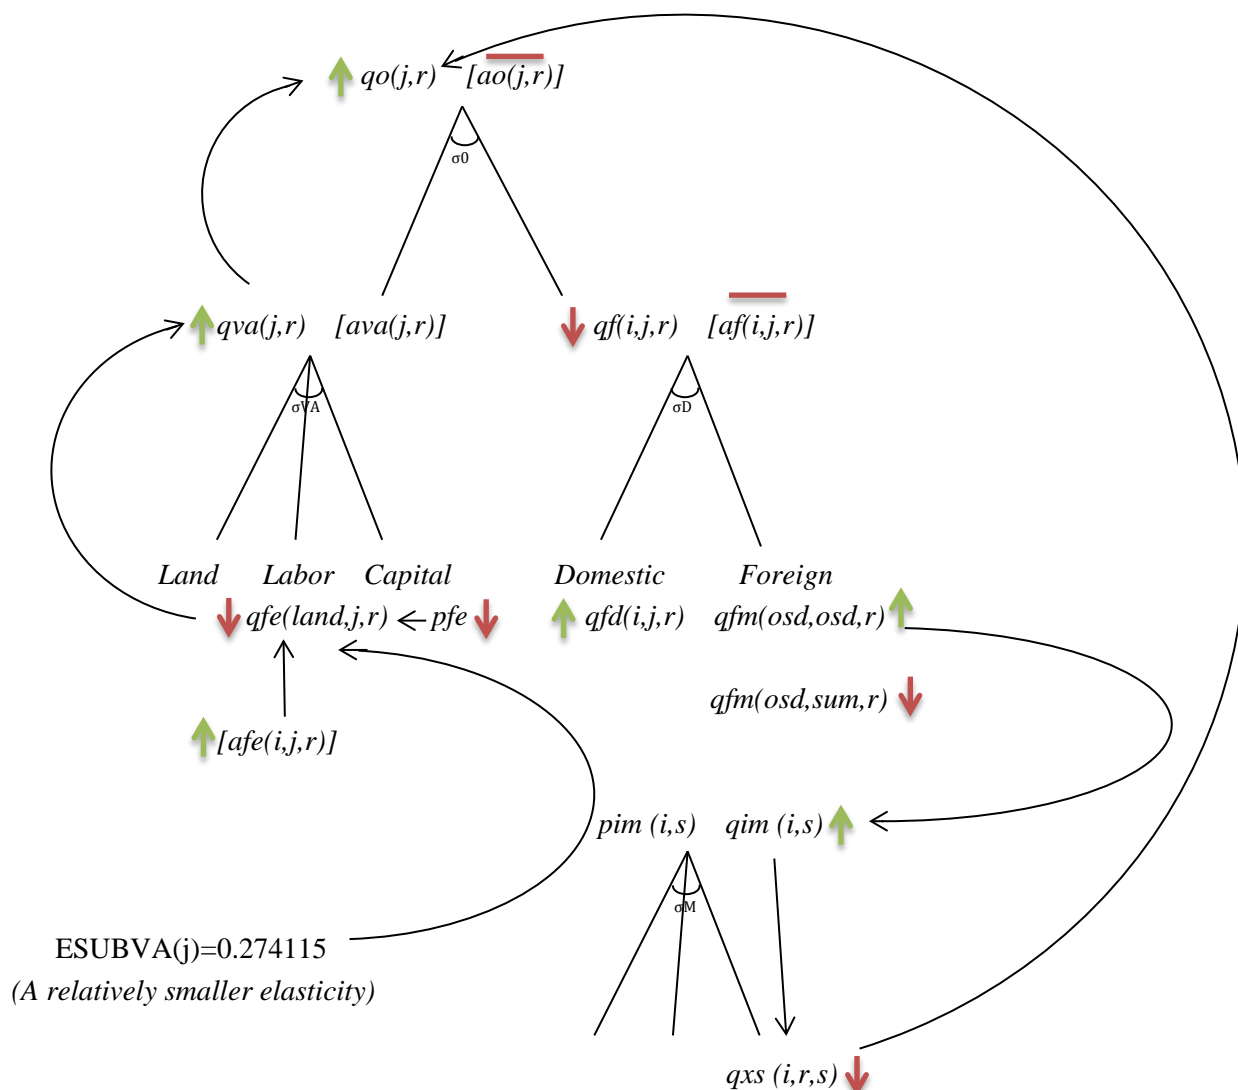 qo(j,r) [ao(j,r)]
σ0
qva(j,r) [ava(j,r)] qf(i,j,r) [af(i,j,r)]
σVA σD
Land Labor Capital Domestic Foreign
qfe(land,j,r) pfe qfd(i,j,r) qfm(osd,osd,r)
qfm(osd,sum,r)
[afe(i,j,r)]
pim (i,s) qim (i,s)
σM
ESUBVA(j)=0.274115
(A relatively smaller elasticity)
qxs (i,r,s)